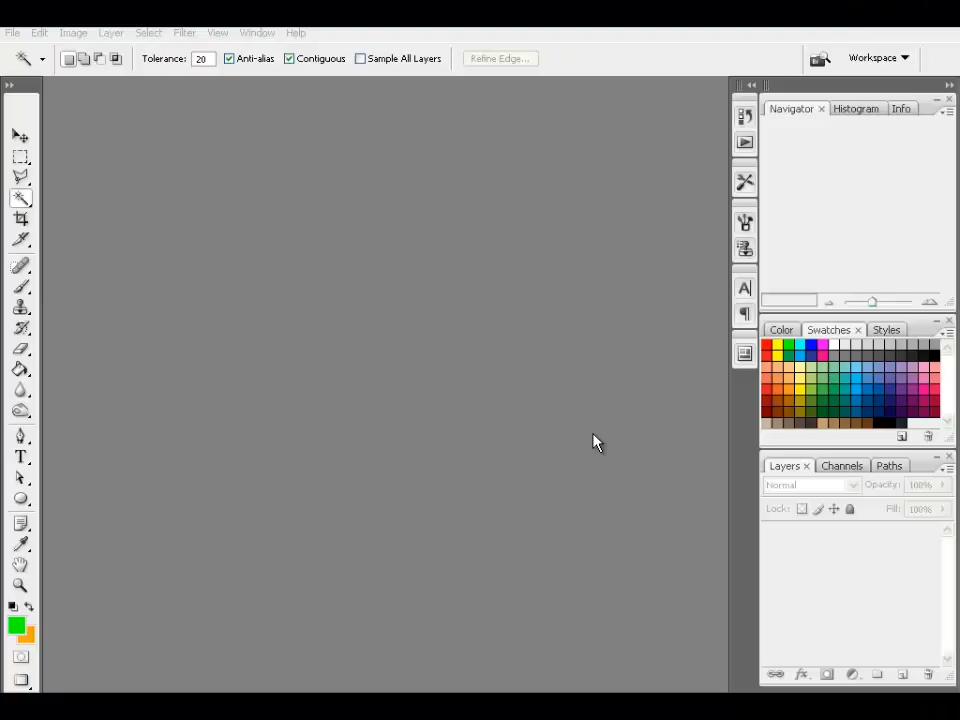 File Edit Image Layer Select Filter View Window Help
Tolerance: 20 Anti-alias Contiguous Sample All Layers Refine Edge... Workspace
Navigator Histogram Info
Color Swatches Styles
Layers Channels Paths
Normal Opacity: 100%
Lock: Fill: 100%